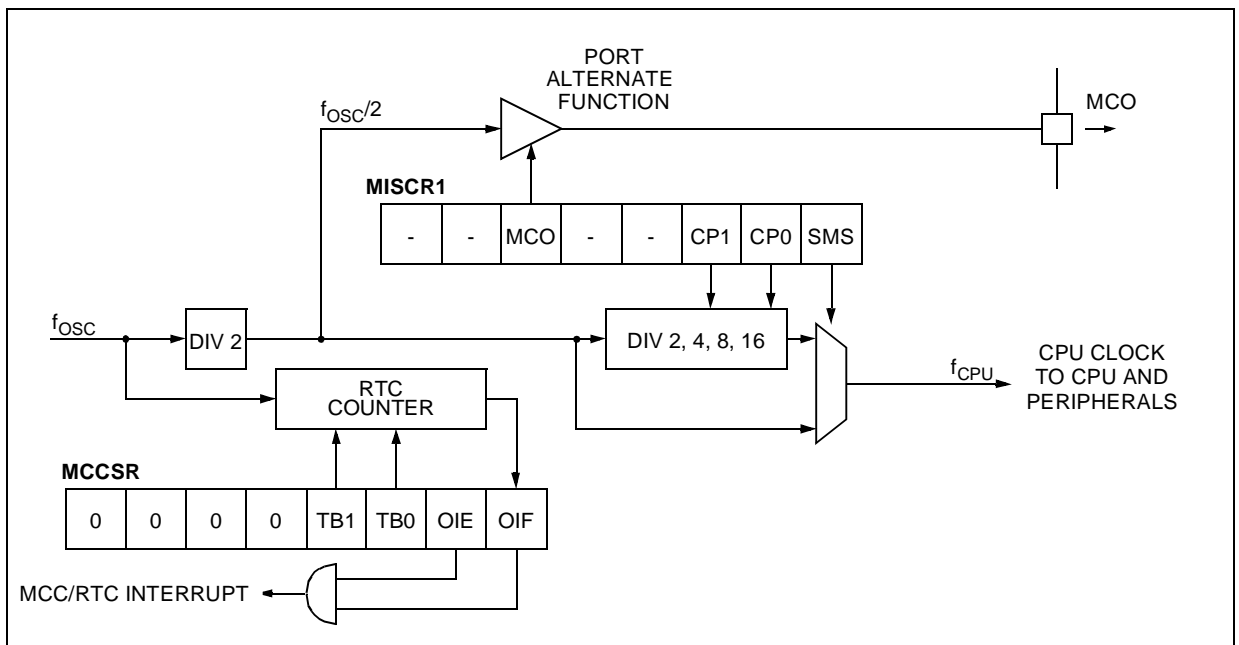 PORT
ALTERNATE
FUNCTION
MCO
fOSC/2
MISCR1
- - MCO - - CP1 CP0 SMS
fOSC
DIV 2
DIV 2, 4, 8, 16
fCPU
CPU CLOCK
TO CPU AND
PERIPHERALS
RTC
COUNTER
MCCSR
0 0 0 0 TB1 TB0 OIE OIF
MCC/RTC INTERRUPT